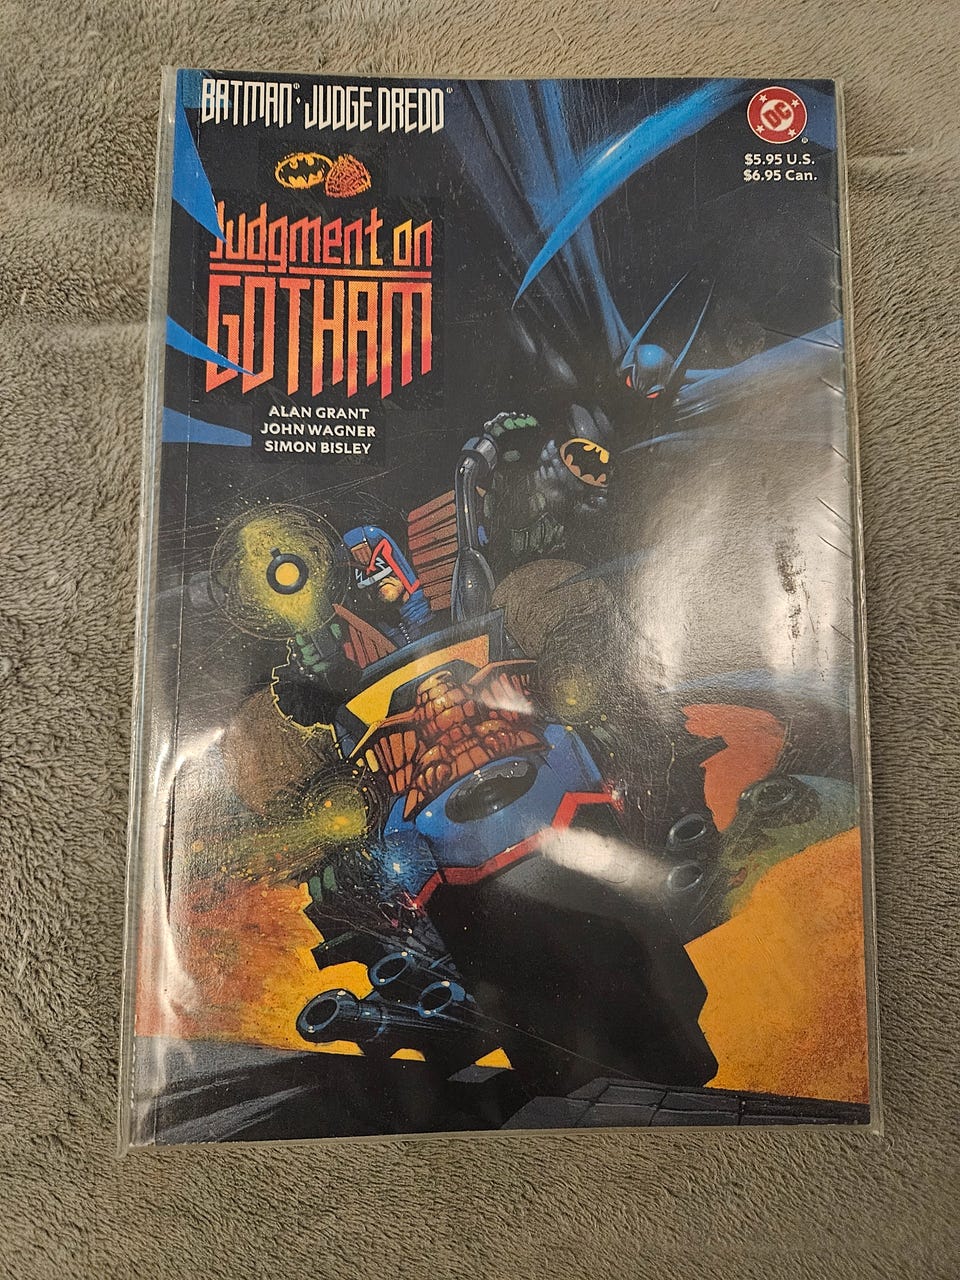 BATMAN® · JUDGE DREDD®
Judgment on
GOTHAM
ALAN GRANT
JOHN WAGNER
SIMON BISLEY
DC®
$5.95 U.S.
$6.95 Can.